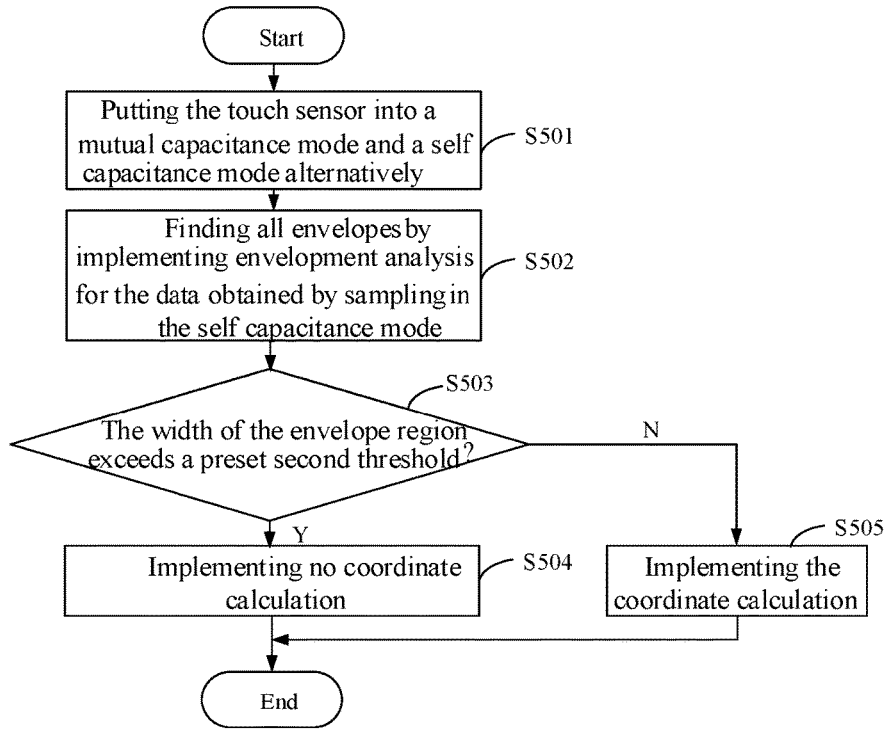 Start
Putting the touch sensor into a
mutual capacitance mode and a self
capacitance mode alternatively
S501
Finding all envelopes by
implementing envelopment analysis
for the data obtained by sampling in
the self capacitance mode
S502
S503
The width of the envelope region
exceeds a preset second threshold?
N
Y
Implementing no coordinate
calculation
S504
S505
Implementing the
coordinate calculation
End